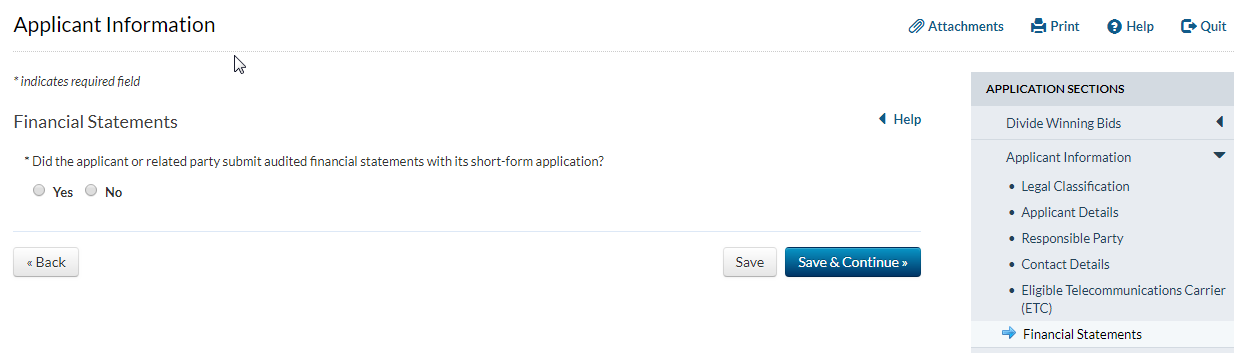 Applicant Information
Attachments
Print
Help
Quit
* indicates required field
Financial Statements
Help
* Did the applicant or related party submit audited financial statements with its short-form application?
Yes
No
« Back
Save
Save & Continue »
APPLICATION SECTIONS
Divide Winning Bids
Applicant Information
• Legal Classification
• Applicant Details
• Responsible Party
• Contact Details
• Eligible Telecommunications Carrier
(ETC)
Financial Statements